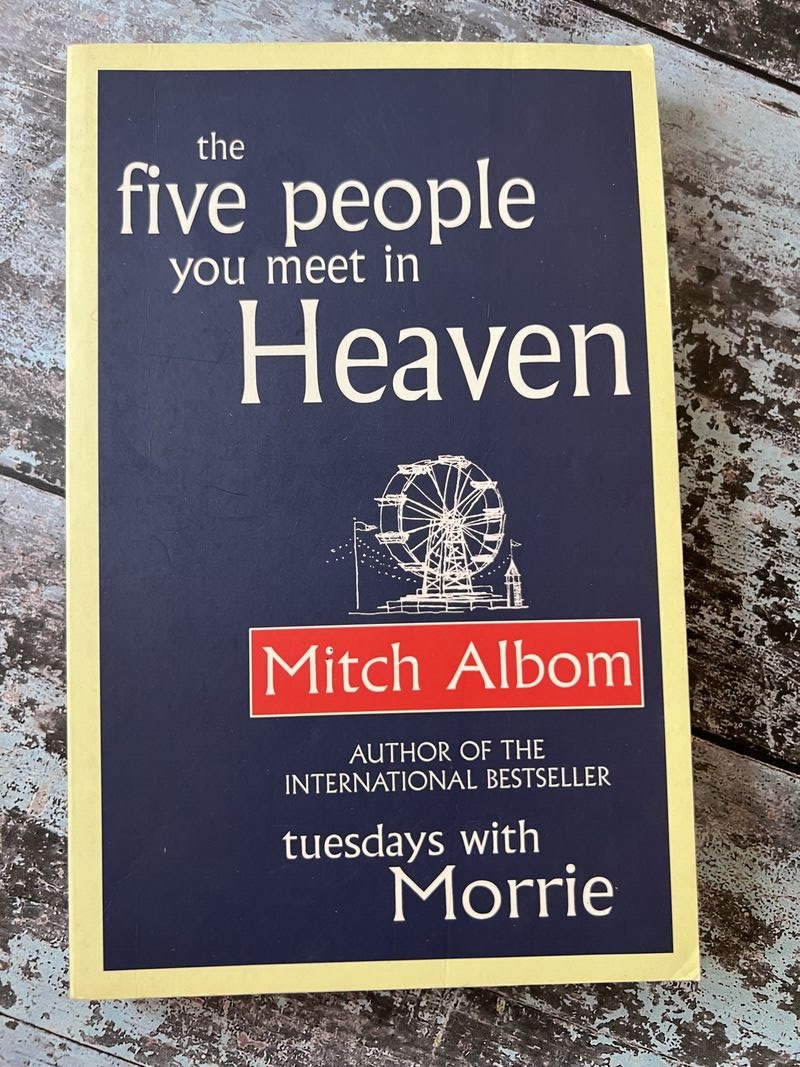 the
five people
you meet in
Heaven
Mitch Albom
AUTHOR OF THE
INTERNATIONAL BESTSELLER
tuesdays with
Morrie